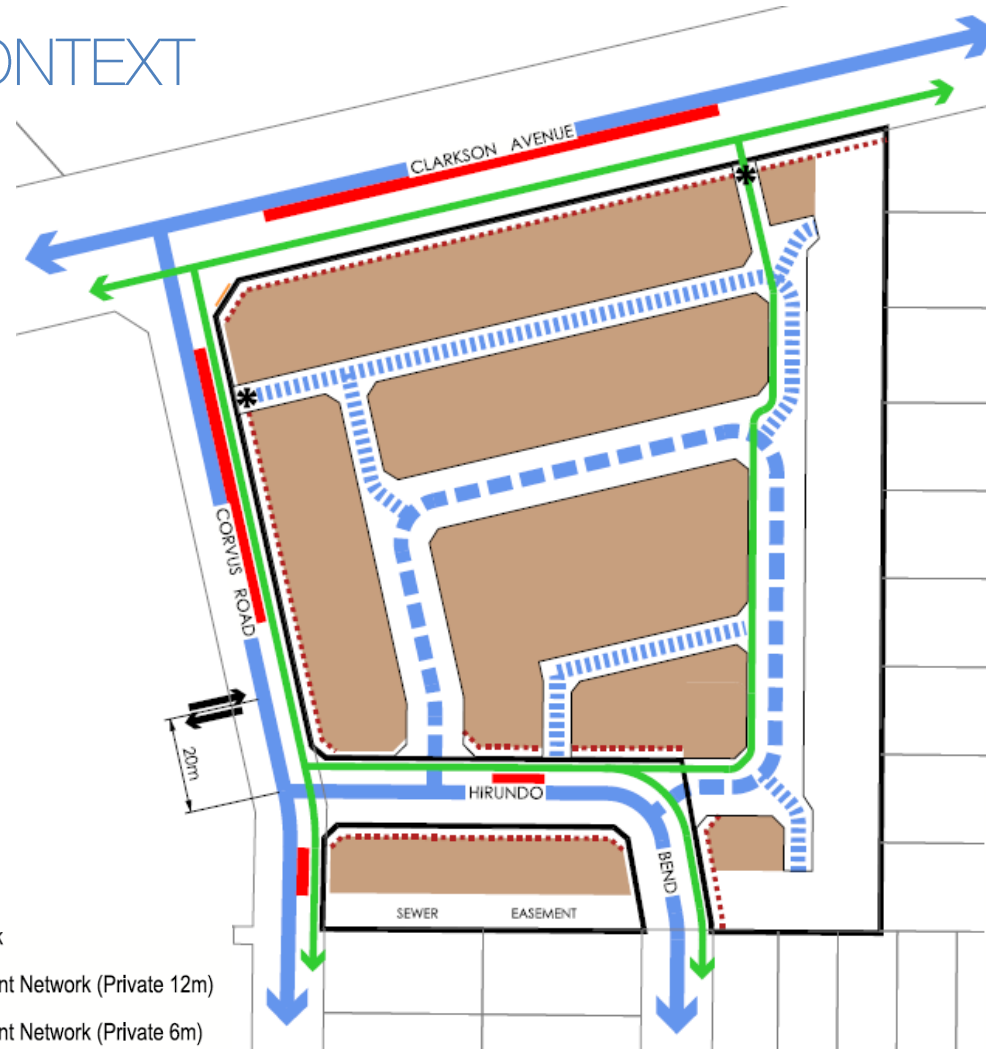 ONTEXT
CLARKSON AVENUE
CORVUS ROAD
20m
HIRUNDO
BEND
SEWER EASEMENT
k
nt Network (Private 12m)
nt Network (Private 6m)